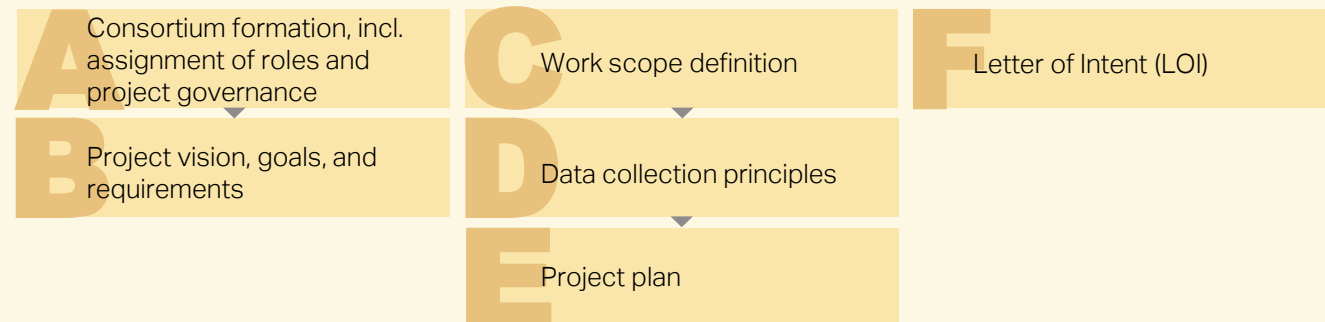 A
Consortium formation, incl.
assignment of roles and
project governance
B
Project vision, goals, and
requirements
C
Work scope definition
D
Data collection principles
E
Project plan
F
Letter of Intent (LOI)